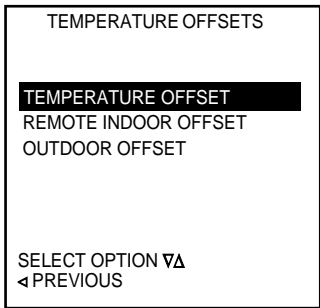 TEMPERATURE OFFSETS
TEMPERATURE OFFSET
REMOTE INDOOR OFFSET
OUTDOOR OFFSET
SELECT OPTION ∇∆
⊲ PREVIOUS